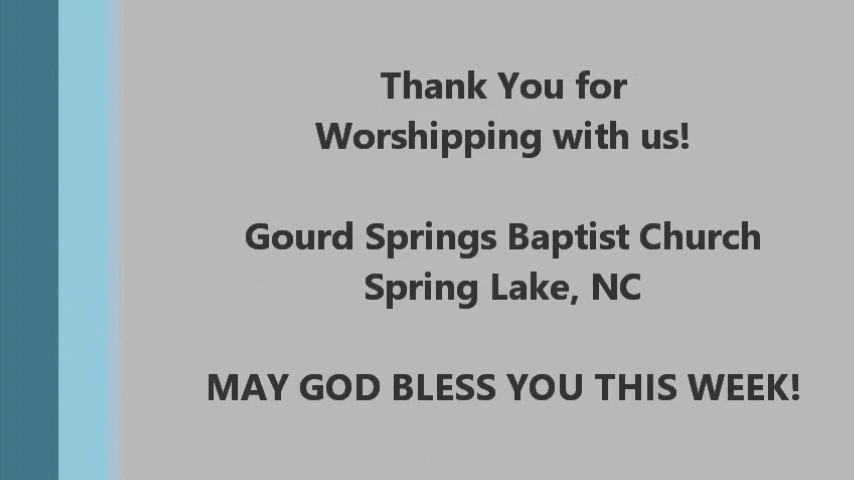 Thank You for
Worshipping with us!
Gourd Springs Baptist Church
Spring Lake, NC
MAY GOD BLESS YOU THIS WEEK!